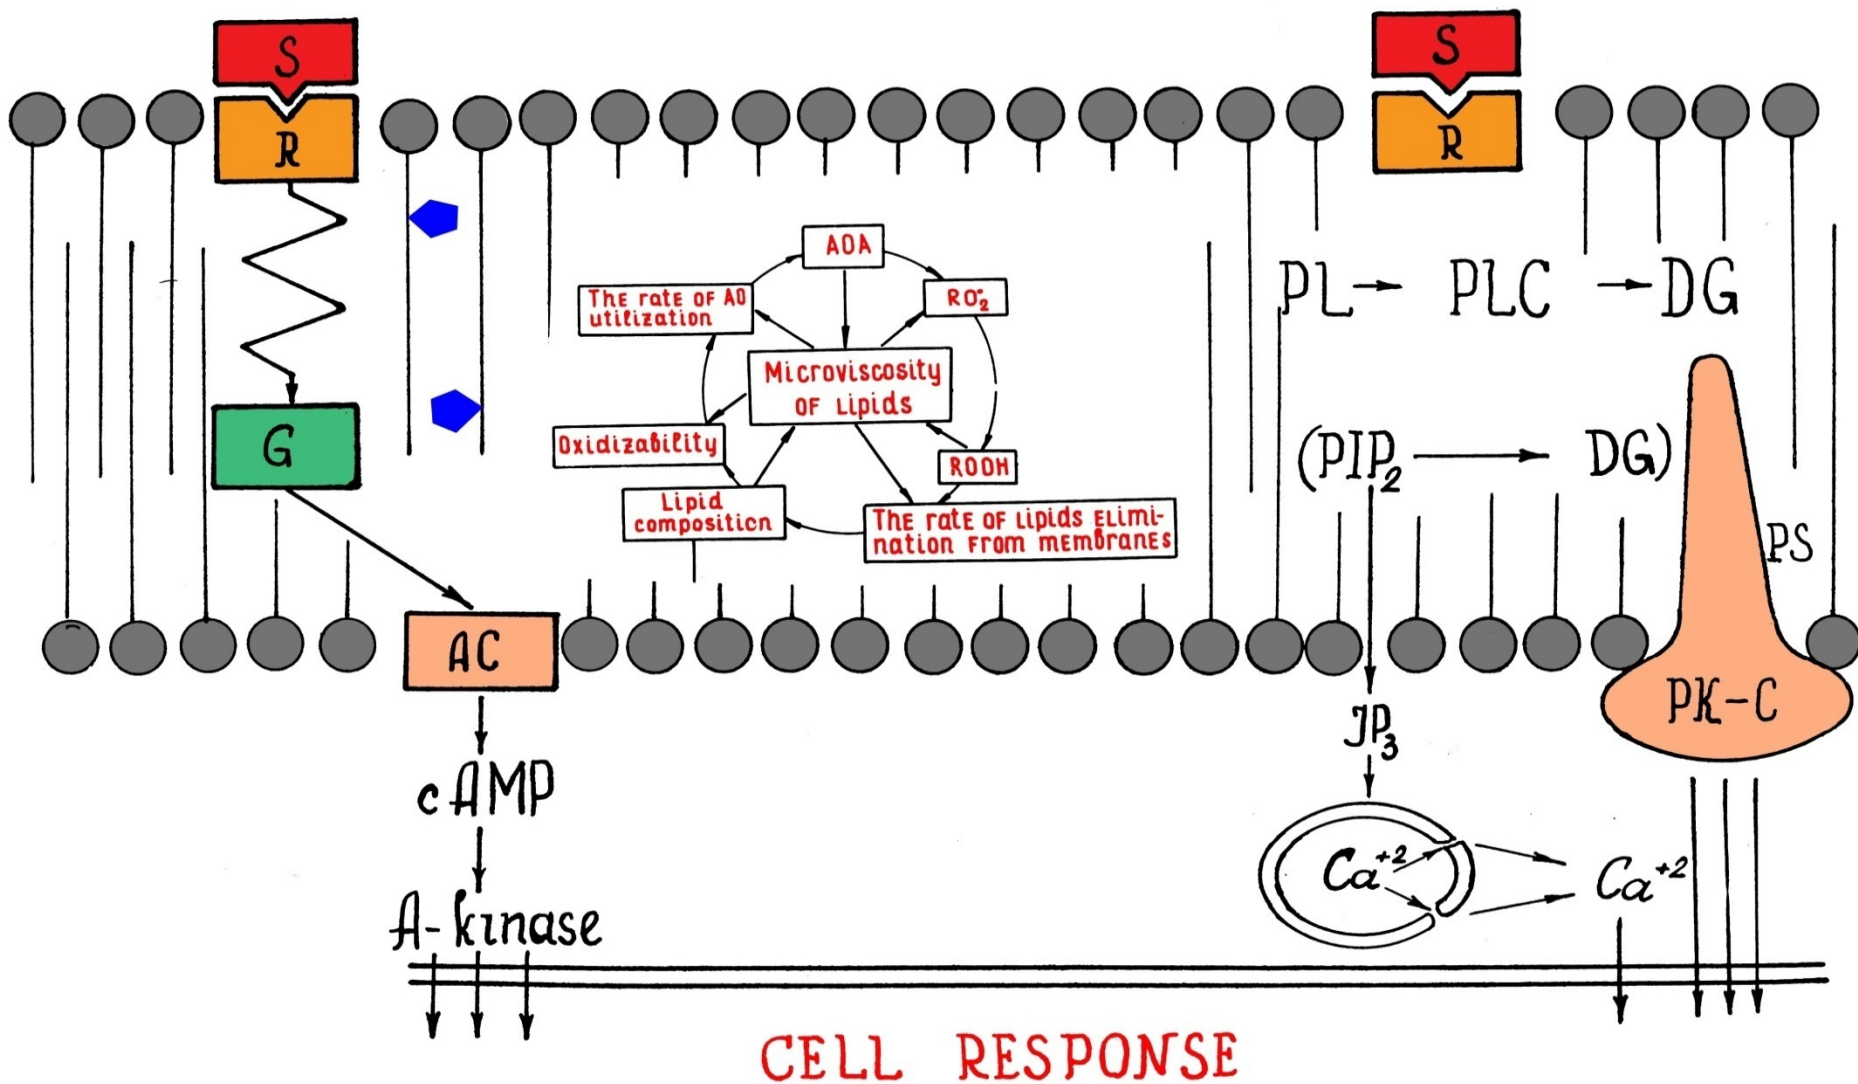 S
S
R
R
AOA
The rate of AO
utilization
RO₂⁻
PL → PLC → DG
Microviscosity
of lipids
G
Oxidizability
ROOH
(PIP₂ → DG)
Lipid
composition
The rate of lipids elimi-
nation from membranes
PS
AC
PK-C
JP₃
cAMP
Ca⁺²
Ca⁺²
A-kinase
CELL RESPONSE